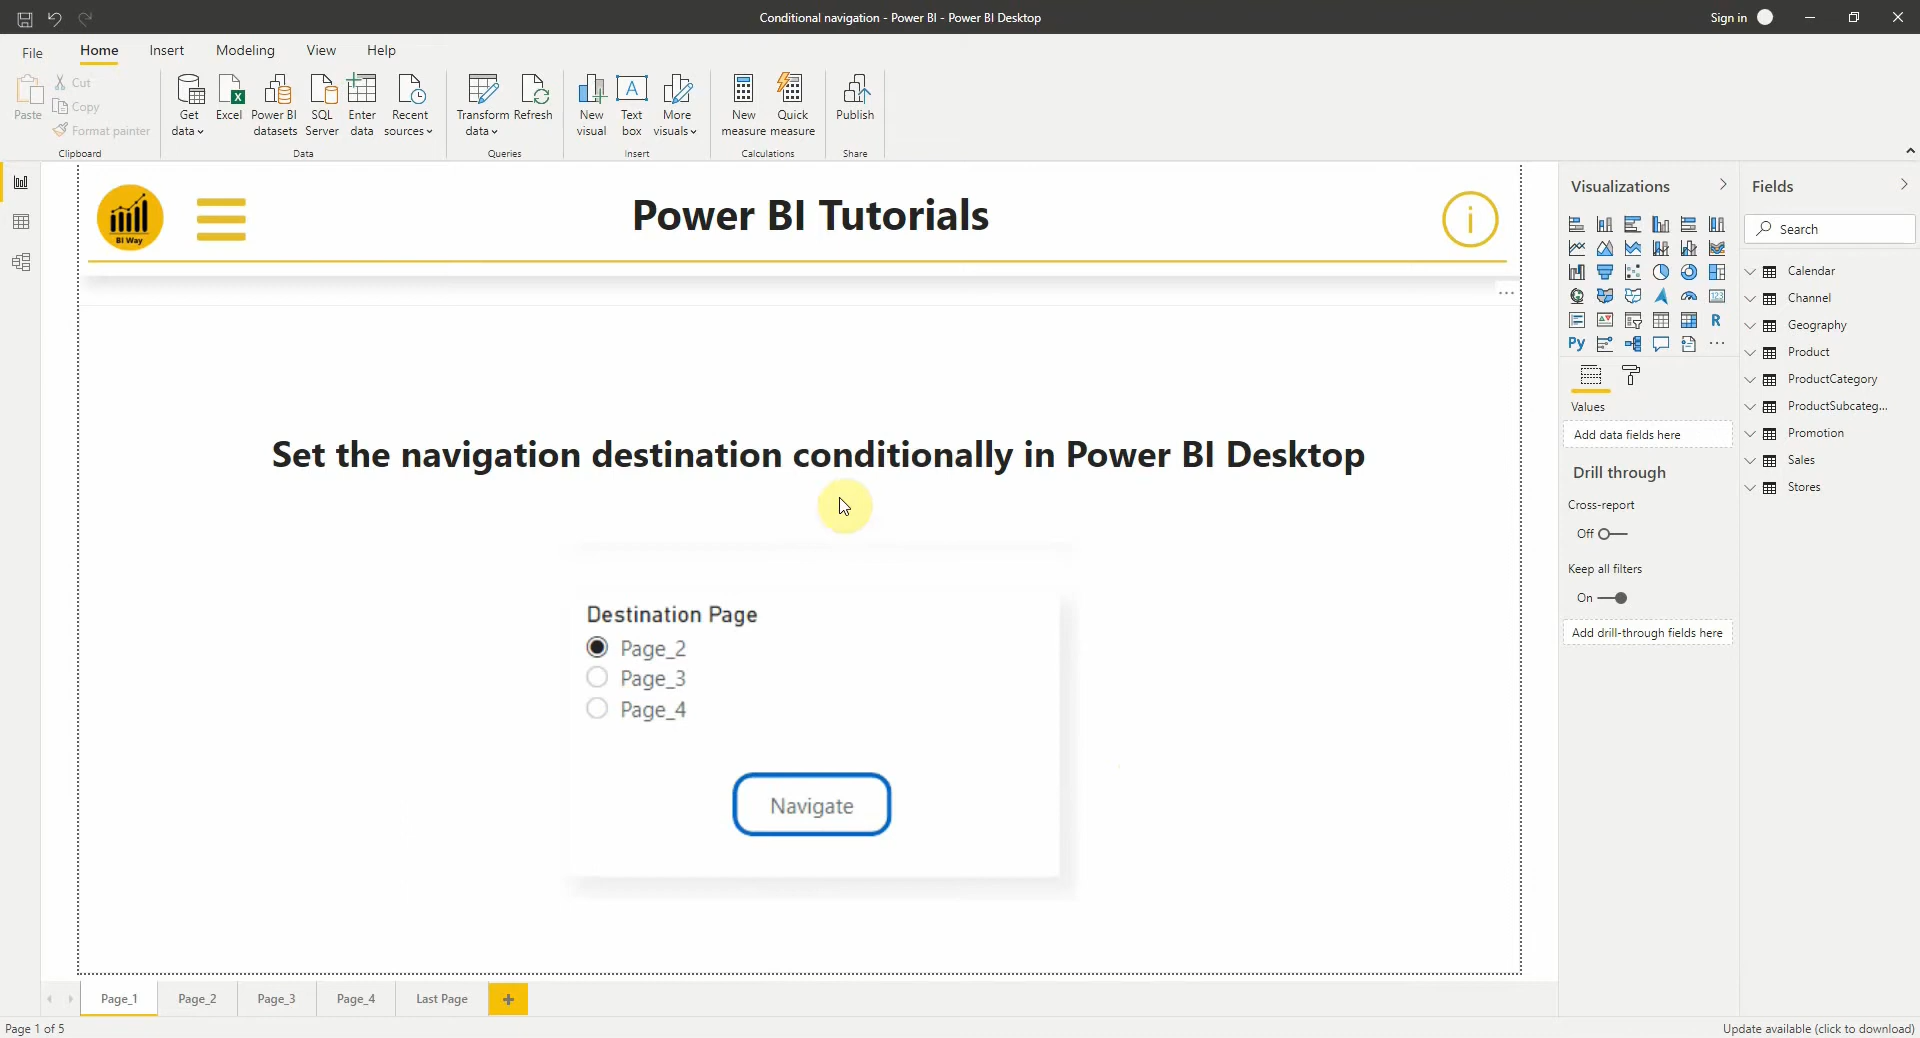 Conditional navigation - Power BI - Power BI Desktop
Sign in
File
Home
Insert
Modeling
View
Help
Paste
Cut
Copy
Format painter
Clipboard
Get data
Excel
Power BI datasets
SQL Server
Enter data
Recent sources
Data
Transform data
Refresh
Queries
New visual
A
Text box
More visuals
Insert
New measure
Quick measure
Calculations
Publish
Share
BI Way
Power BI Tutorials
i
Set the navigation destination conditionally in Power BI Desktop
Destination Page
Page_2
Page_3
Page_4
Navigate
Visualizations
123
R
Py
Values
Add data fields here
Drill through
Cross-report
Off
Keep all filters
On
Add drill-through fields here
Fields
Search
Calendar
Channel
Geography
Product
ProductCategory
ProductSubcateg...
Promotion
Sales
Stores
Page_1
Page_2
Page_3
Page_4
Last Page
+
Page 1 of 5
Update available (click to download)